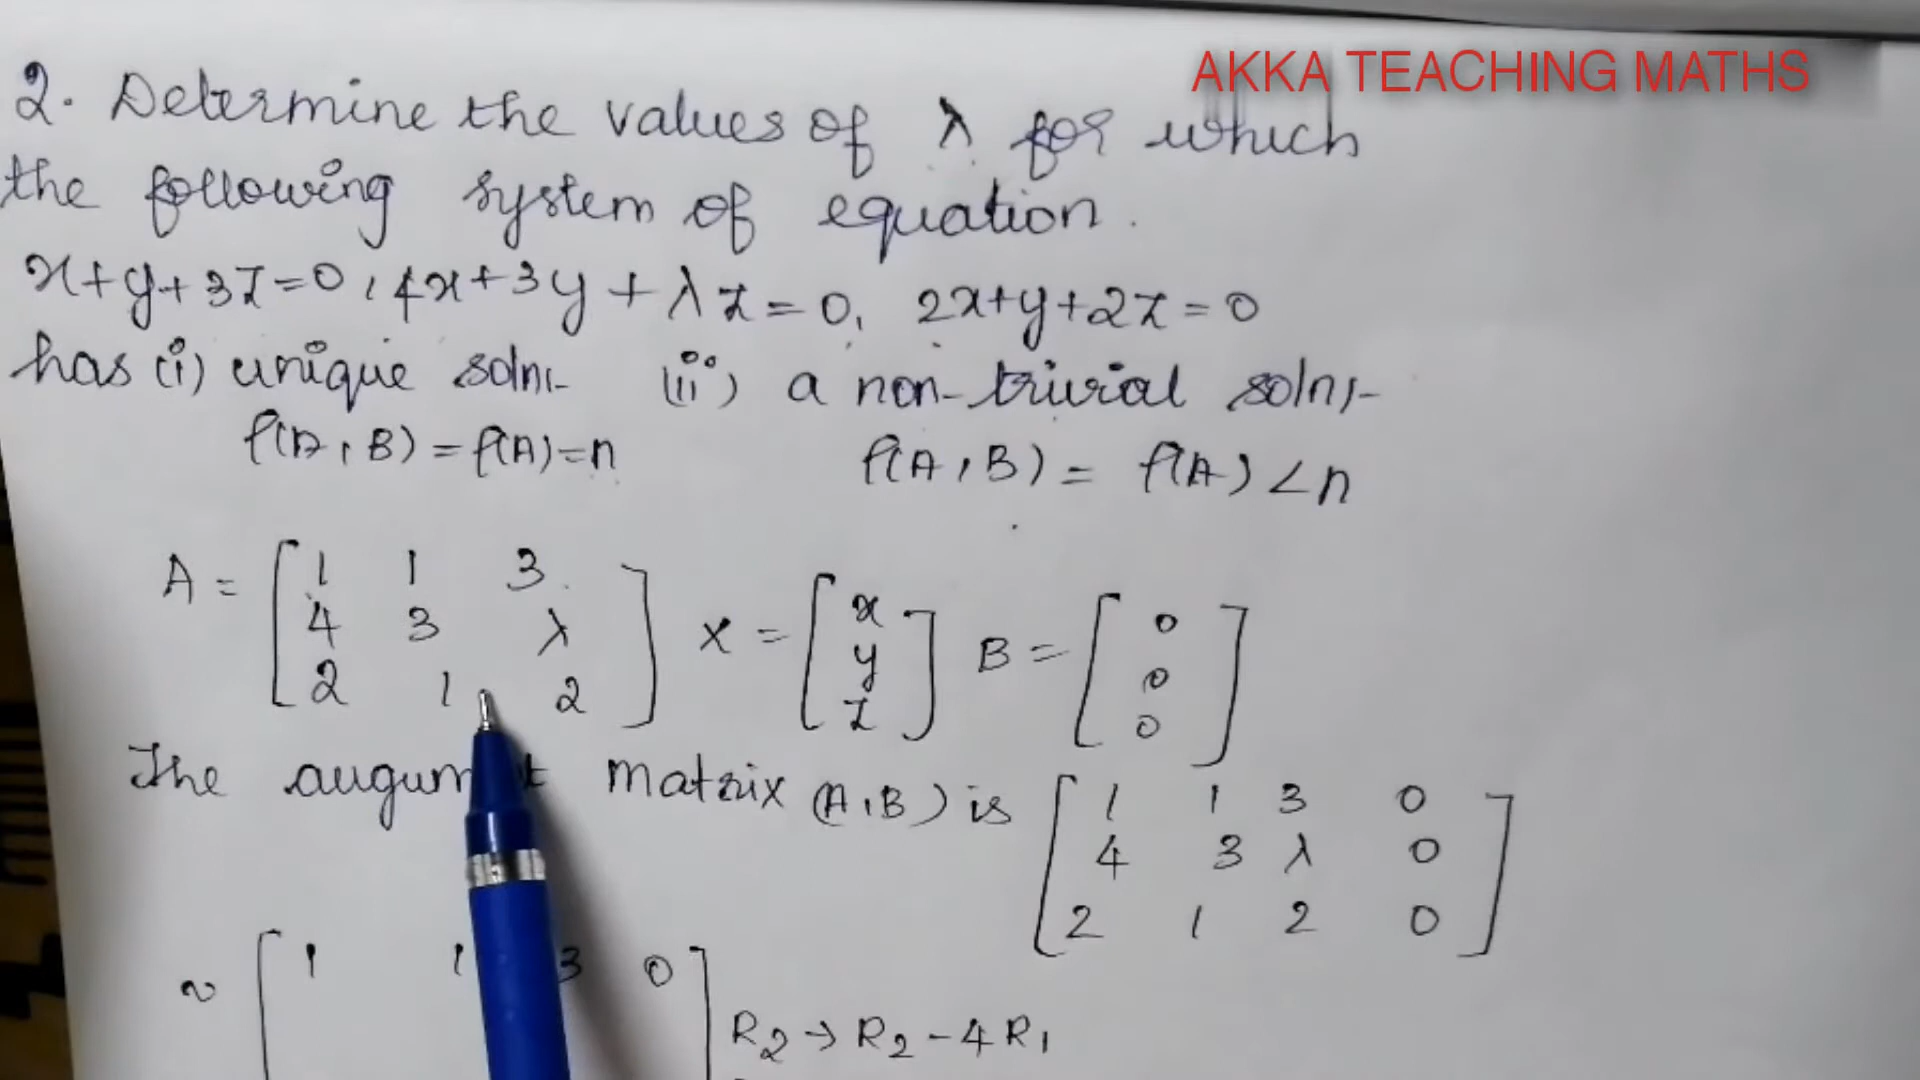 AKKA TEACHING MATHS
2. Determine the values of λ for which
the following system of equation.
x+y+3z=0, 4x+3y+λz=0, 2x+y+2z=0
has (i) unique soln:- (ii) a non-trivial soln:-
ρ(A,B) = ρ(A)=n ρ(A,B) = ρ(A) < n
A = [ 1 1 3 ] X = [ x ] B = [ 0 ]
4 3 λ y 0
2 1 2 z 0
The matrix (A,B) is [ 1 1 3 0 ]
4 3 λ 0
2 1 2 0
~ [ 1 1 3 0 ]
R₂ → R₂ - 4R₁